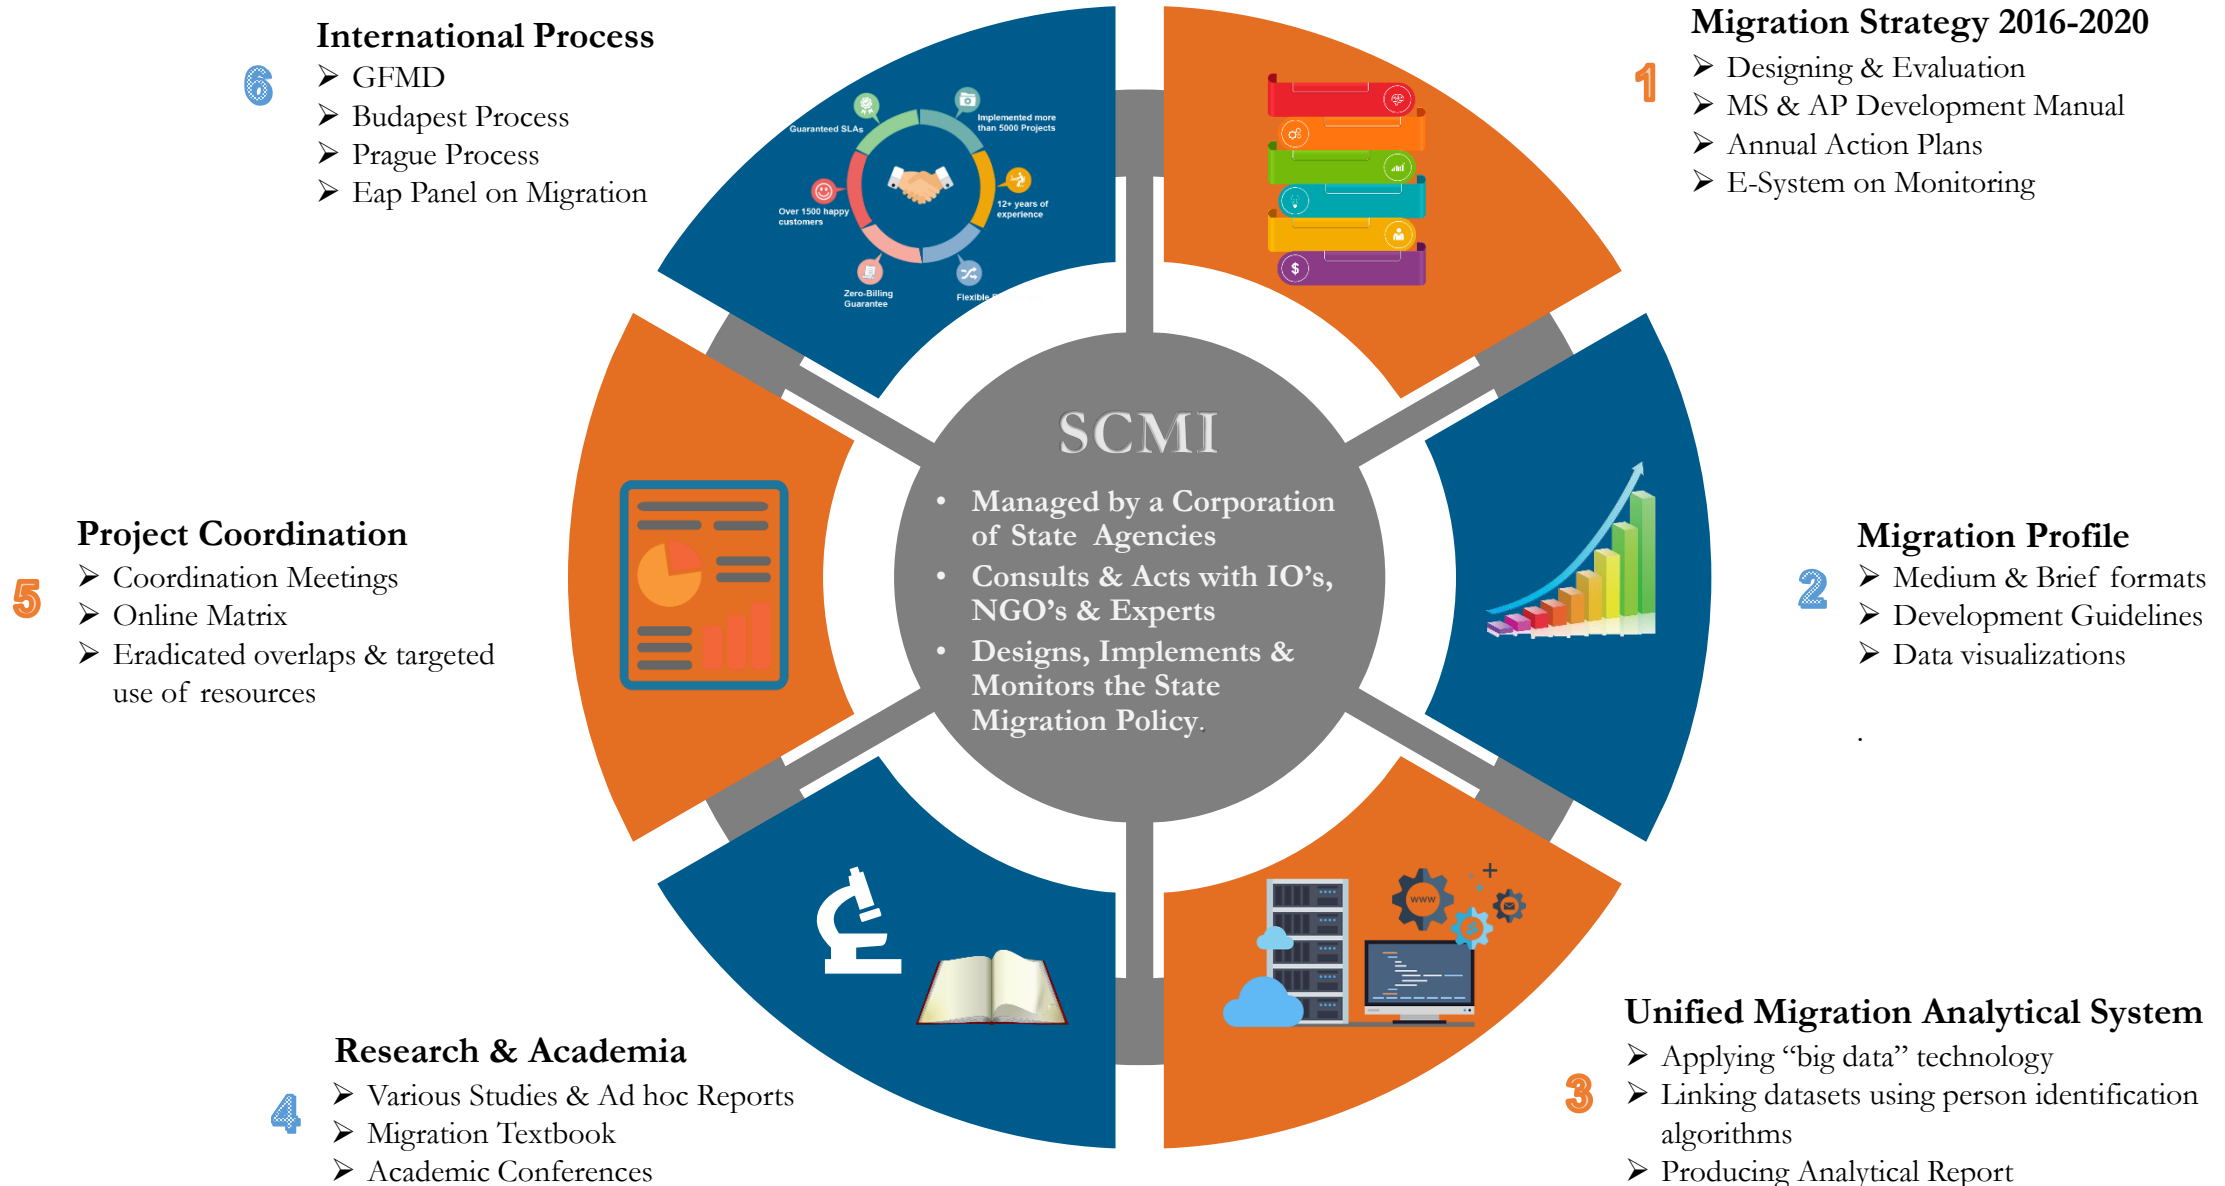 International Process
6
➢ GFMD
➢ Budapest Process
➢ Prague Process
➢ Eap Panel on Migration
Migration Strategy 2016-2020
1
➢ Designing & Evaluation
➢ MS & AP Development Manual
➢ Annual Action Plans
➢ E-System on Monitoring
Guaranteed SLAs
Implemented more
than 5000 Projects
Over 1500 happy
customers
12+ years of
experience
Zero-Billing
Guarantee
Flexible
$
SCMI
• Managed by a Corporation
of State Agencies
• Consults & Acts with IO's,
NGO's & Experts
• Designs, Implements &
Monitors the State
Migration Policy.
Project Coordination
5
➢ Coordination Meetings
➢ Online Matrix
➢ Eradicated overlaps & targeted
use of resources
Migration Profile
2
➢ Medium & Brief formats
➢ Development Guidelines
➢ Data visualizations
.
www
Unified Migration Analytical System
3
➢ Applying “big data” technology
➢ Linking datasets using person identification
algorithms
➢ Producing Analytical Report
Research & Academia
4
➢ Various Studies & Ad hoc Reports
➢ Migration Textbook
➢ Academic Conferences